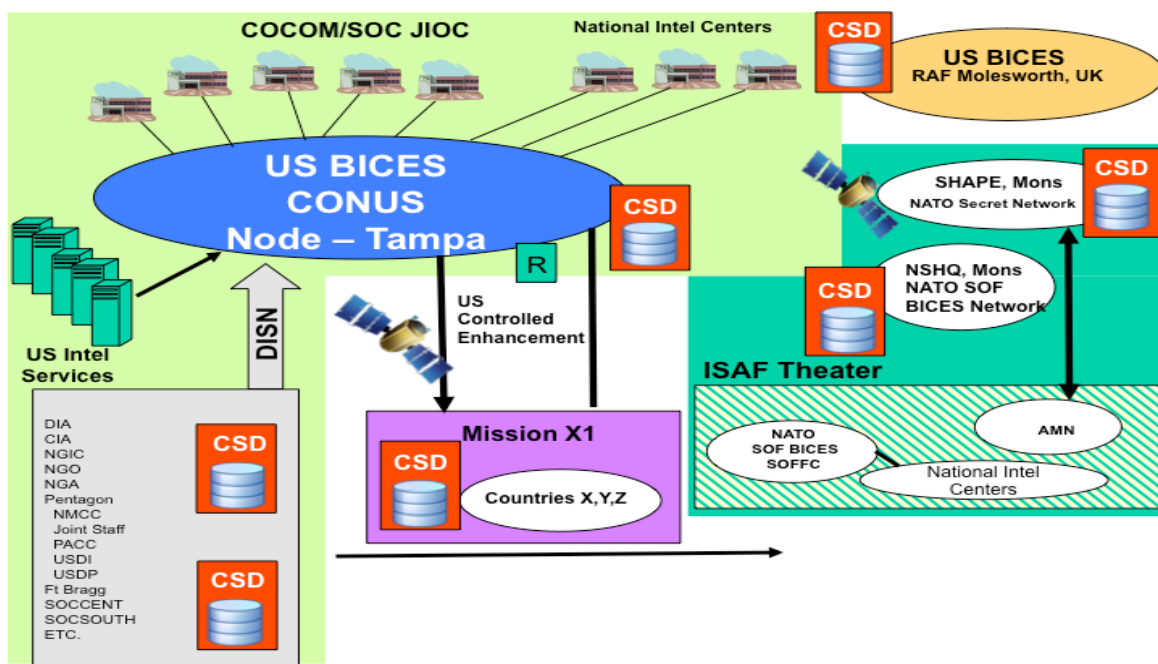 COCOM/SOC JIOC
National Intel Centers
CSD
US BICES
RAF Molesworth, UK
US BICES
CONUS
Node – Tampa
CSD
R
SHAPE, Mons
NATO Secret Network
CSD
NSHQ, Mons
NATO SOF
BICES Network
CSD
US
Controlled
Enhancement
DISN
US Intel
Services
ISAF Theater
DIA
CIA
NGIC
NGO
NGA
Pentagon
NMCC
Joint Staff
PACC
USDI
USDP
Ft Bragg
SOCCENT
SOCSOUTH
ETC.
CSD
CSD
Mission X1
CSD
Countries X,Y,Z
NATO
SOF BICES
SOFFC
AMN
National Intel
Centers